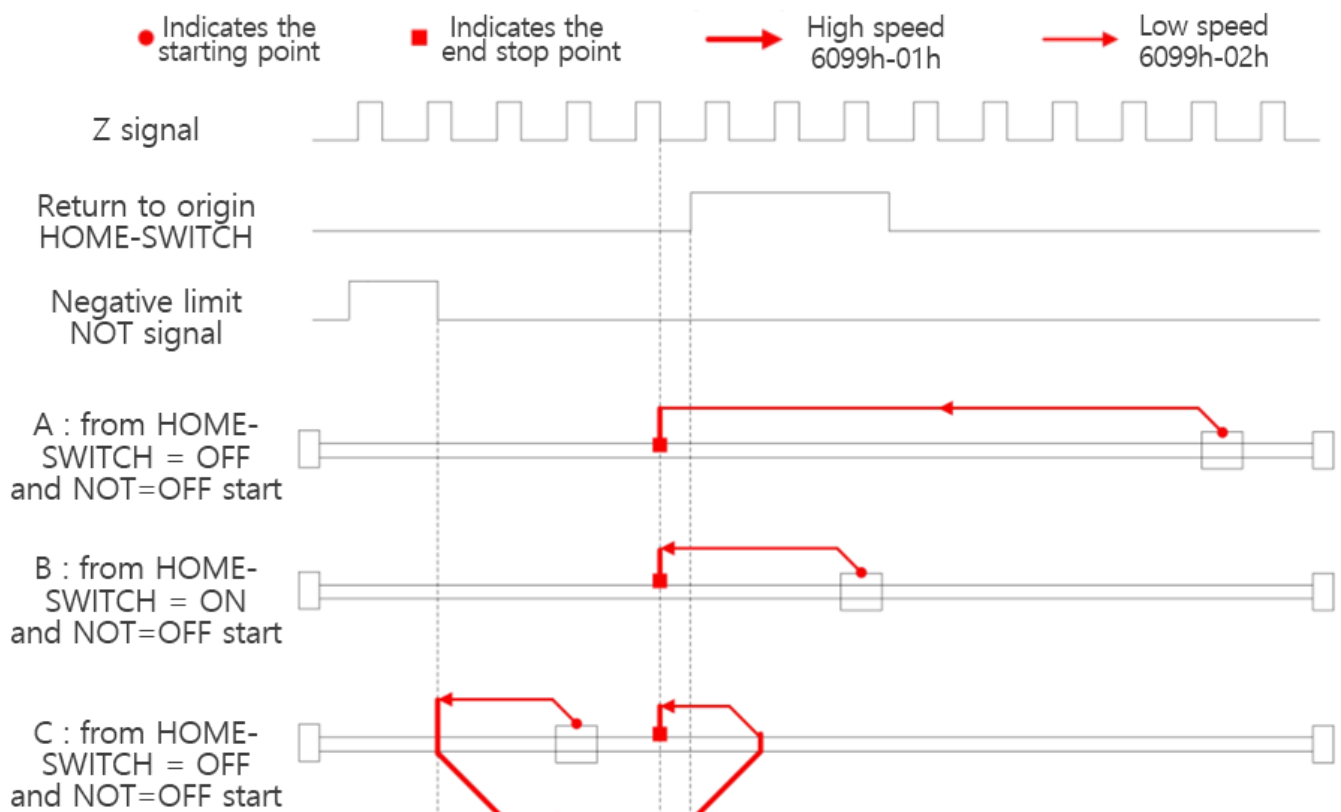 Indicates the
starting point
Indicates the
end stop point
High speed
6099h-01h
Low speed
6099h-02h
Z signal
Return to origin
HOME-SWITCH
Negative limit
NOT signal
A : from HOME-
SWITCH = OFF
and NOT=OFF start
B : from HOME-
SWITCH = ON
and NOT=OFF start
C : from HOME-
SWITCH = OFF
and NOT=OFF start